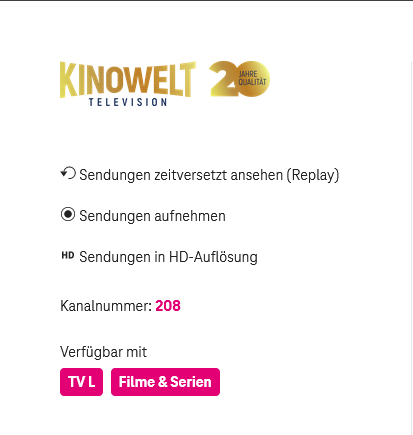 KINOWELT
TELEVISION
20 JAHRE
QUALITÄT
Sendungen zeitversetzt ansehen (Replay)
Sendungen aufnehmen
HD Sendungen in HD-Auflösung
Kanalnummer: 208
Verfügbar mit
TV L Filme & Serien